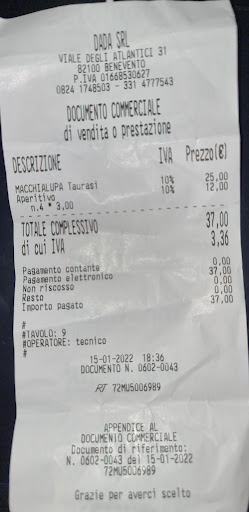 DADA SRL
VIALE DEGLI ATLANTICI 31
82100 BENEVENTO
P.IVA 01668530627
0824 1748503 - 331 4777543
DOCUMENTO COMMERCIALE
di vendita o prestazione
DESCRIZIONE IVA Prezzo(€)
MACCHIALUPA Taurasi 10% 25,00
Aperitivo 10% 12,00
n.4 * 3,00
TOTALE COMPLESSIVO 37,00
di cui IVA 3,36
Pagamento contante 0,00
Pagamento elettronico 37,00
Non riscosso 0,00
Resto 0,00
Importo pagato 37,00
#
#TAVOLO: 9
#OPERATORE: tecnico
#
15-01-2022 18:36
DOCUMENTO N. 0602-0043
RT 72MU5006989
APPENDICE AL
DOCUMENTO COMMERCIALE
Documento di riferimento:
N. 0602-0043 del 15-01-2022
72MU5006989
Grazie per averci scelto